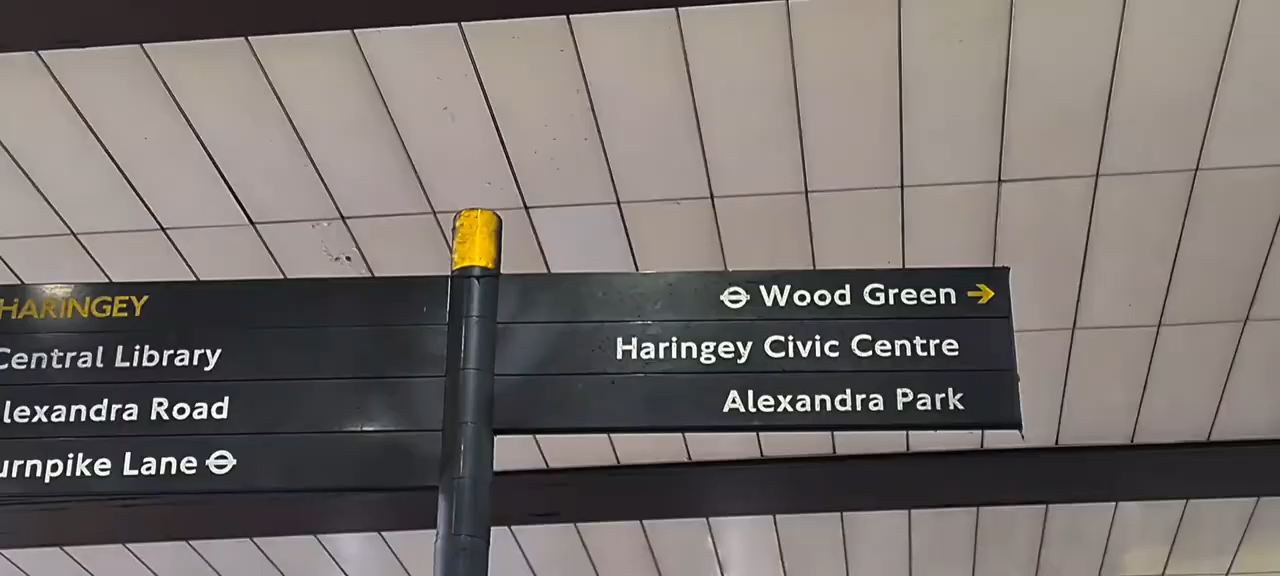 HARINGEY
Central Library
lexandra Road
urnpike Lane
Wood Green →
Haringey Civic Centre
Alexandra Park